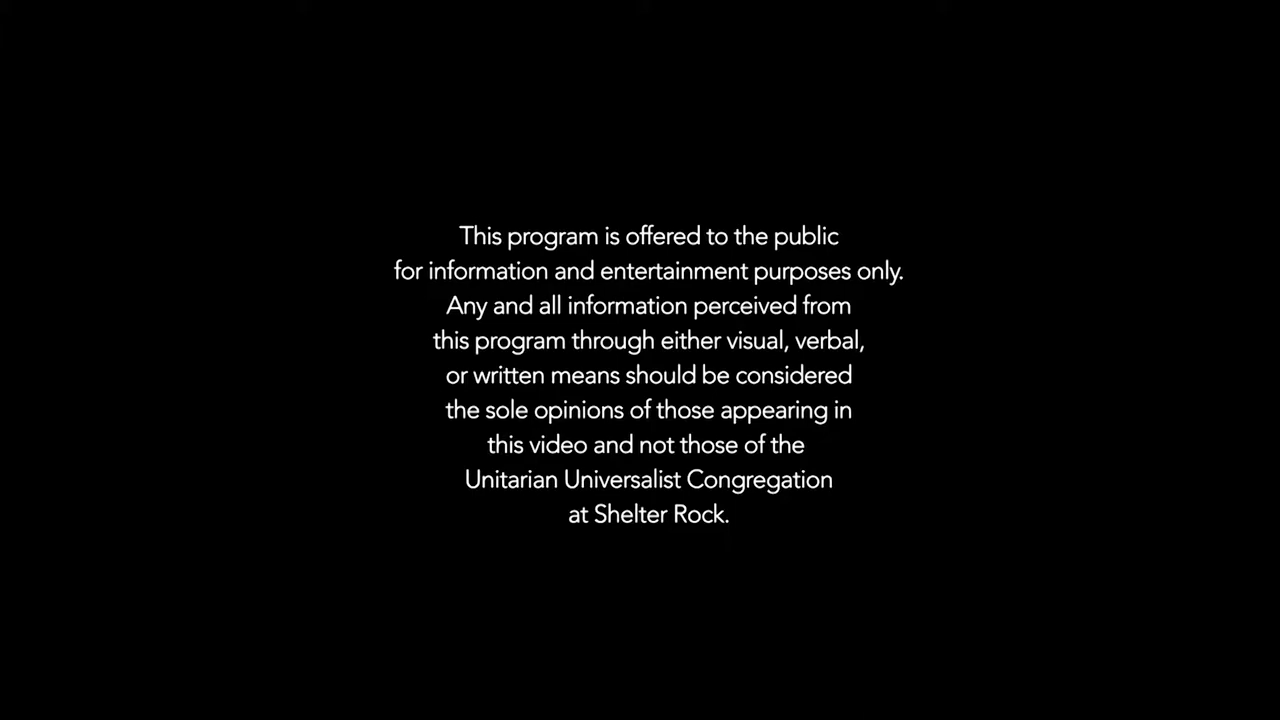 This program is offered to the public
for information and entertainment purposes only.
Any and all information perceived from
this program through either visual, verbal,
or written means should be considered
the sole opinions of those appearing in
this video and not those of the
Unitarian Universalist Congregation
at Shelter Rock.